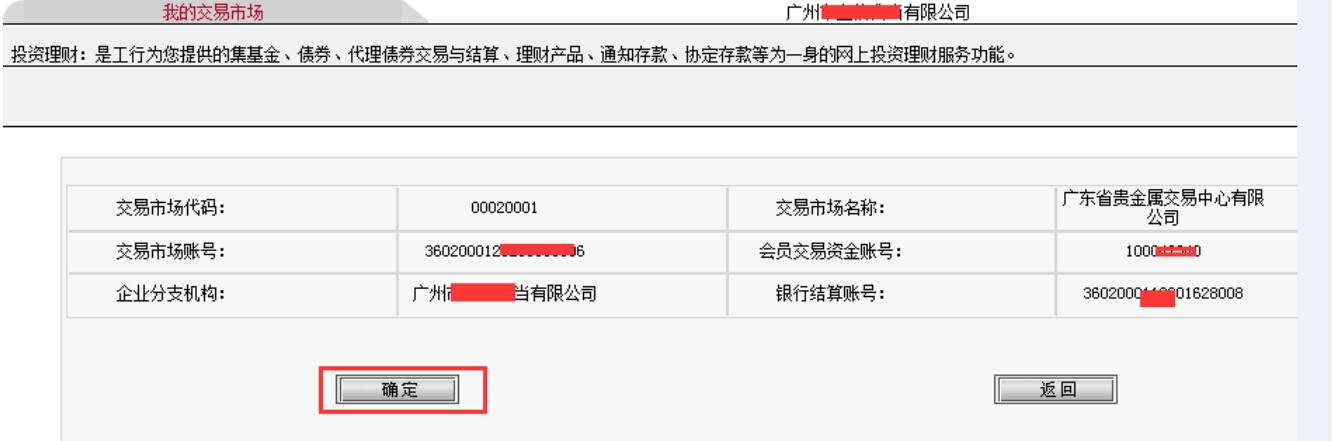 我的交易市场
广州 有限公司
投资理财：是工行为您提供的集基金、债券、代理债券交易与结算、理财产品、通知存款、协定存款等为一身的网上投资理财服务功能。
交易市场代码： 00020001 交易市场名称： 广东省贵金属交易中心有限
公司
交易市场账号： 360200012 6 会员交易资金账号： 100 0
企业分支机构： 广州 当有限公司 银行结算账号： 3602000 01628008
确定 返回